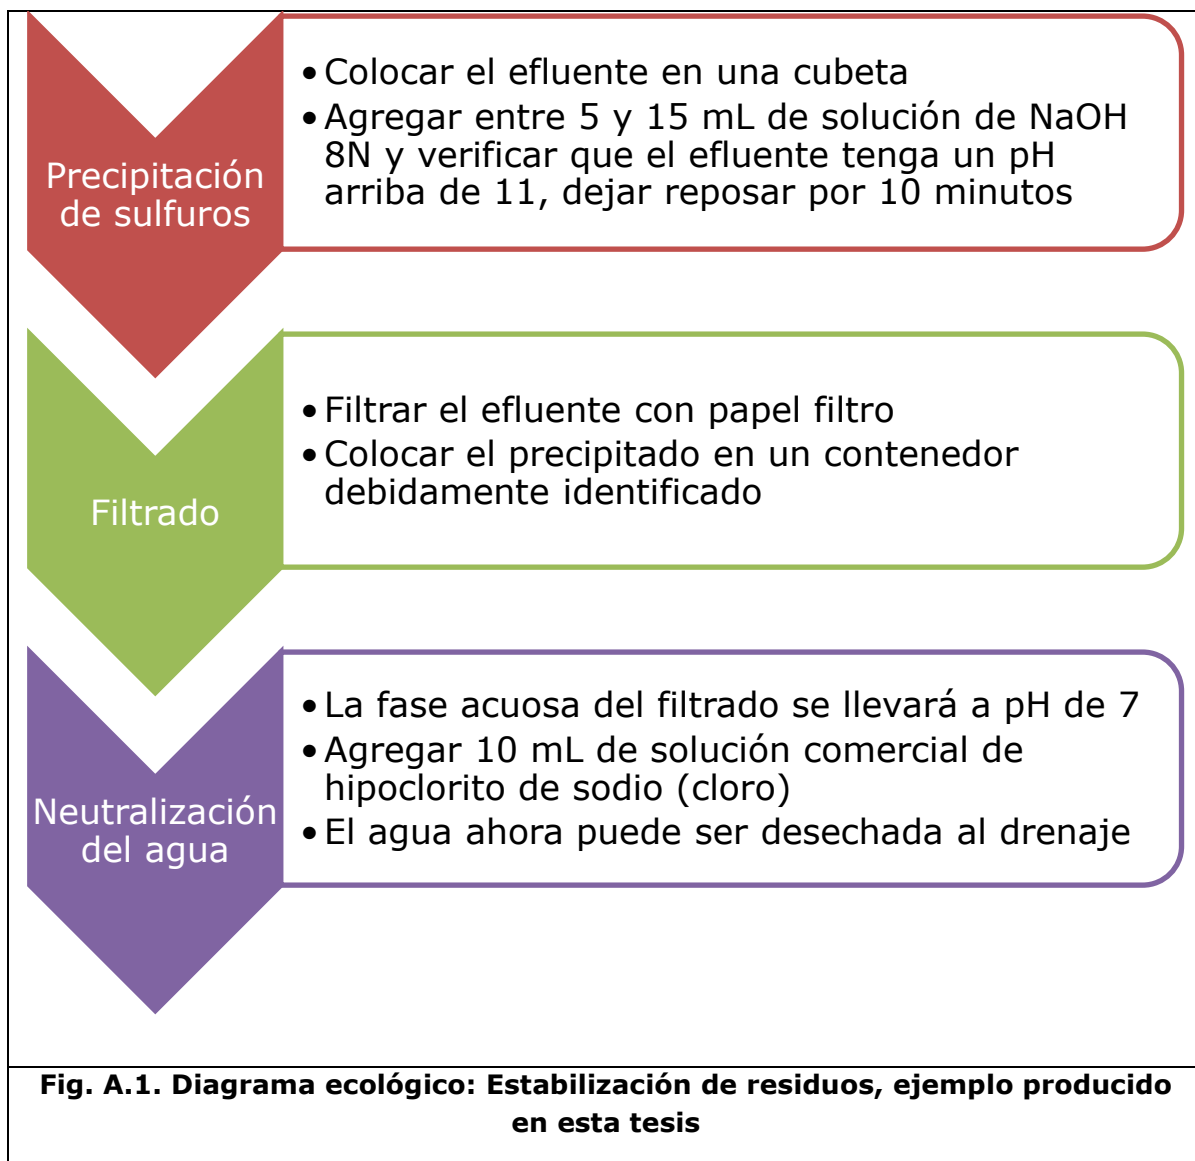 Precipitación
de sulfuros
• Colocar el efluente en una cubeta
• Agregar entre 5 y 15 mL de solución de NaOH
8N y verificar que el efluente tenga un pH
arriba de 11, dejar reposar por 10 minutos
Filtrado
• Filtrar el efluente con papel filtro
• Colocar el precipitado en un contenedor
debidamente identificado
Neutralización
del agua
• La fase acuosa del filtrado se llevará a pH de 7
• Agregar 10 mL de solución comercial de
hipoclorito de sodio (cloro)
• El agua ahora puede ser desechada al drenaje
Fig. A.1. Diagrama ecológico: Estabilización de residuos, ejemplo producido
en esta tesis